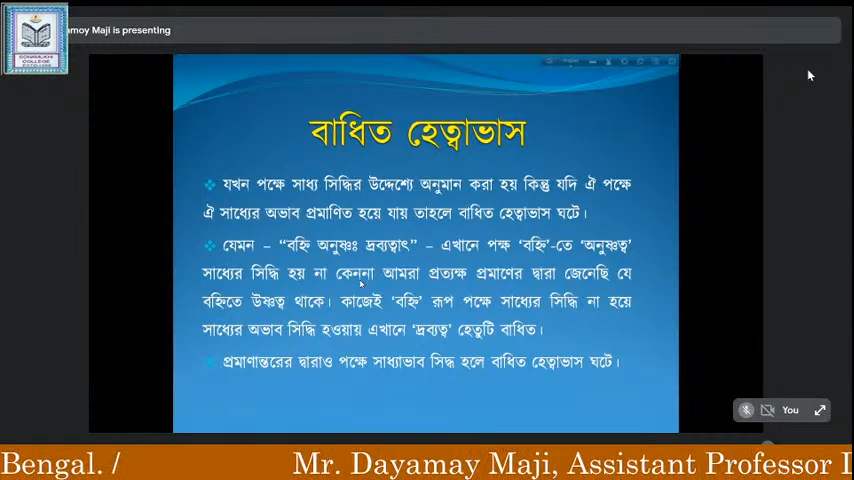 amoy Maji is presenting
SONAMUKHI
COLLEGE
বাধিত হেত্বাভাস
যখন পক্ষে সাধ্য সিদ্ধির উদ্দেশ্যে অনুমান করা হয় কিন্তু যদি ঐ পক্ষে
ঐ সাধ্যের অভাব প্রমাণিত হয়ে যায় তাহলে বাধিত হেত্বাভাস ঘটে।
যেমন – “বহ্নি অনুষ্ণঃ দ্রব্যত্বাৎ” – এখানে পক্ষ ‘বহ্নি’-তে ‘অনুষ্ণত্ব’
সাধ্যের সিদ্ধি হয় না কেননা আমরা প্রত্যক্ষ প্রমাণের দ্বারা জেনেছি যে
বহ্নিতে উষ্ণত্ব থাকে। কাজেই ‘বহ্নি’ রূপ পক্ষে সাধ্যের সিদ্ধি না হয়ে
সাধ্যের অভাব সিদ্ধি হওয়ায় এখানে ‘দ্রব্যত্ব’ হেতুটি বাধিত।
প্রমাণান্তরের দ্বারাও পক্ষে সাধ্যাভাব সিদ্ধ হলে বাধিত হেত্বাভাস ঘটে।
You
Bengal. / Mr. Dayamay Maji, Assistant Professor